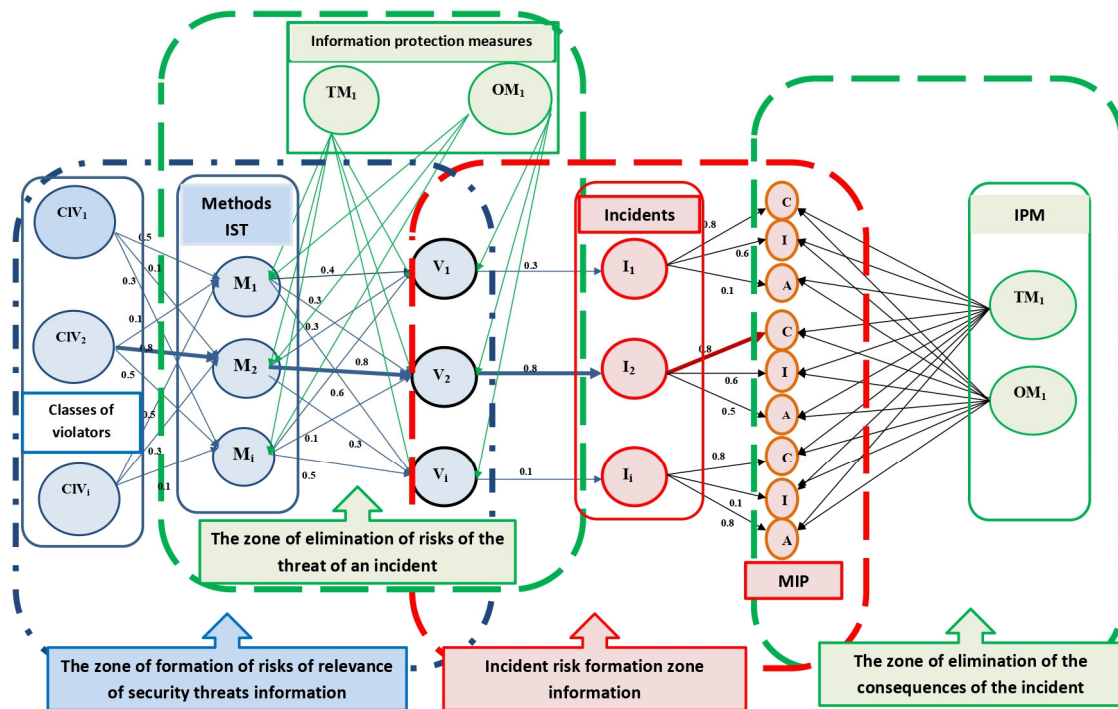 Information protection measures
TM1
OM1
ClV1
Methods
IST
Incidents
IPM
C
I
A
0.8
0.6
0.1
0.5
0.1
0.3
0.1
0.8
0.5
0.5
0.3
0.1
M1
M2
Mi
0.4
0.3
0.3
0.8
0.6
0.1
0.3
0.5
V1
V2
Vi
0.3
0.8
0.1
I1
I2
Ii
ClV2
Classes of
violators
ClVi
C
I
A
0.8
0.6
0.5
C
I
A
0.8
0.1
0.8
TM1
OM1
MIP
The zone of elimination of risks of the
threat of an incident
The zone of formation of risks of relevance
of security threats information
Incident risk formation zone
information
The zone of elimination of the
consequences of the incident